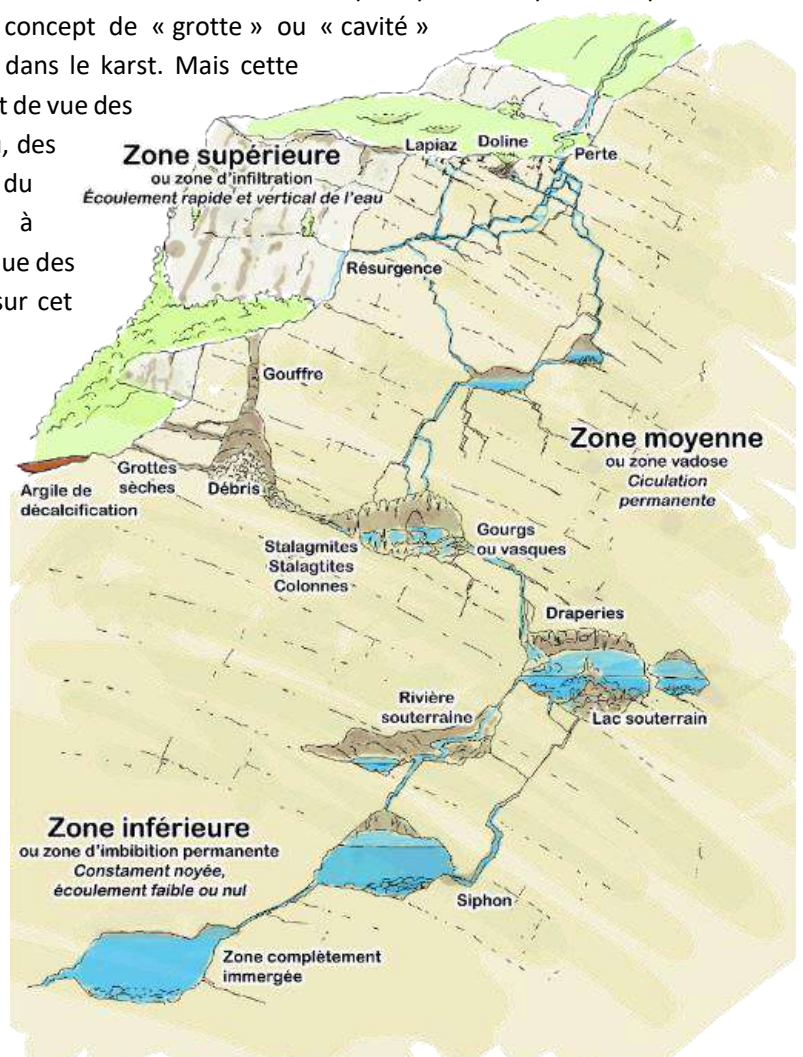 concept de « grotte » ou « cavité »
dans le karst. Mais cette
t de vue des
, des
du
à
ue des
sur cet
Lapiaz
Doline
Perte
Zone supérieure
ou zone d'infiltration
Écoulement rapide et vertical de l'eau
Résurgence
Gouffre
Zone moyenne
ou zone vadose
Ciculation
permanente
Argile de
décalcification
Grottes
sèches
Débris
Stalagmites
Stalagtites
Colonnes
Gourgs
ou vasques
Draperies
Rivière
souterraine
Lac souterrain
Zone inférieure
ou zone d'imbibition permanente
Constament noyée,
écoulement faible ou nul
Siphon
Zone complètement
immergée